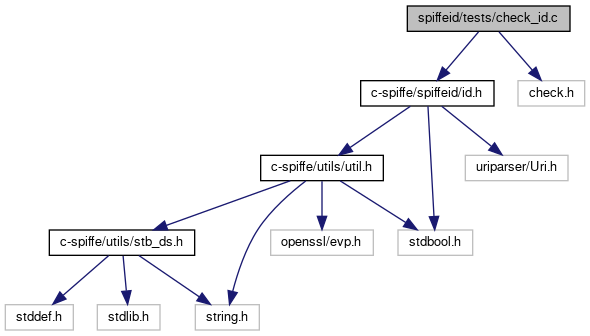 spiffeid/tests/check_id.c
c-spiffe/spiffeid/id.h
check.h
c-spiffe/utils/util.h
uriparser/Uri.h
c-spiffe/utils/stb_ds.h
openssl/evp.h
stdbool.h
stddef.h
stdlib.h
string.h